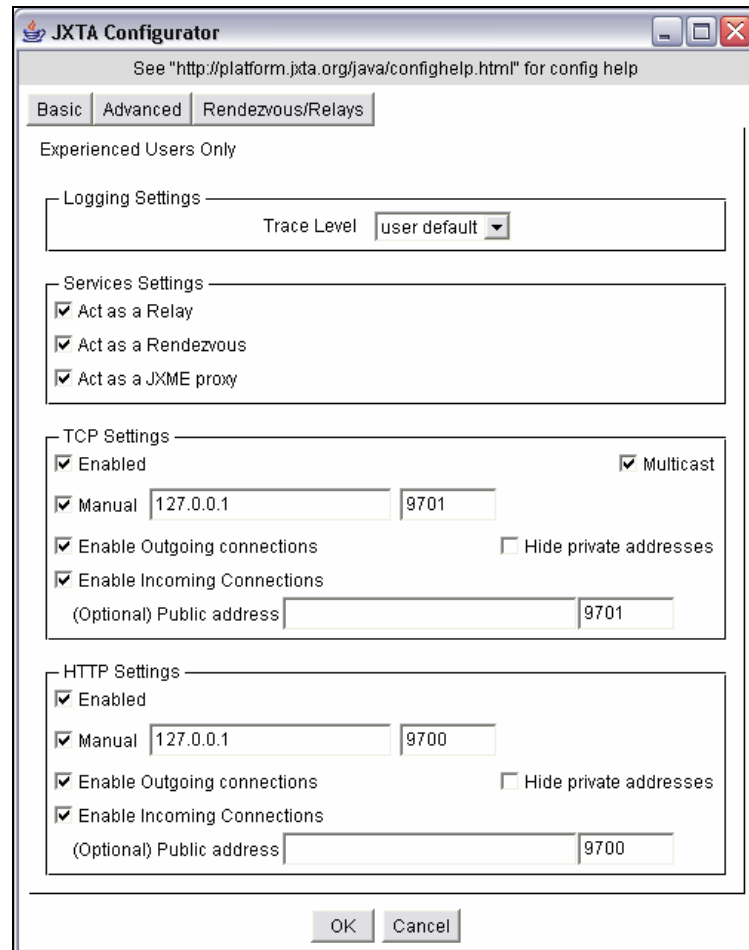 JXTA Configurator
See "http://platform.jxta.org/java/confighelp.html" for config help
Basic Advanced Rendezvous/Relays
Experienced Users Only
Logging Settings
Trace Level user default
Services Settings
Act as a Relay
Act as a Rendezvous
Act as a JXME proxy
TCP Settings
Enabled Multicast
Manual 127.0.0.1 9701
Enable Outgoing connections Hide private addresses
Enable Incoming Connections
(Optional) Public address 9701
HTTP Settings
Enabled
Manual 127.0.0.1 9700
Enable Outgoing connections Hide private addresses
Enable Incoming Connections
(Optional) Public address 9700
OK Cancel